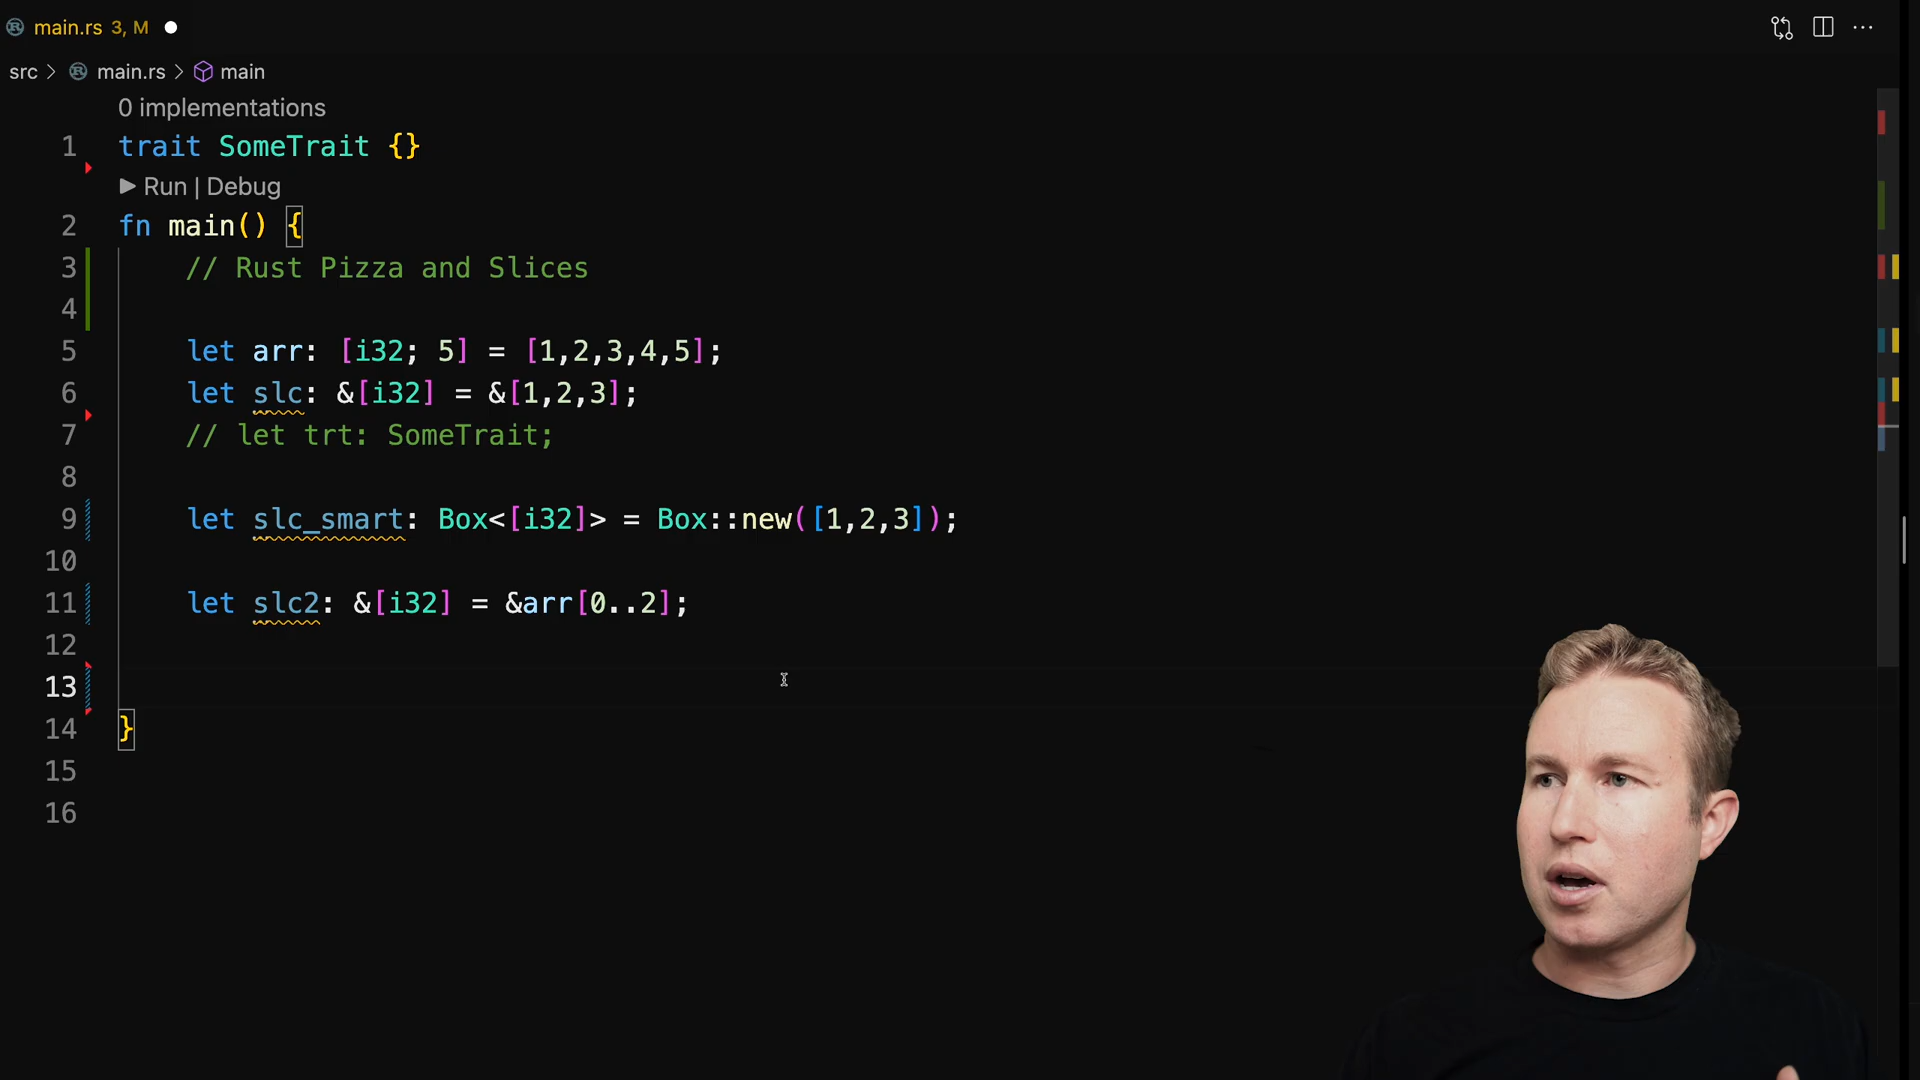 main.rs 3, M
src > main.rs > main
0 implementations
1 trait SomeTrait {}
Run | Debug
2 fn main() {
3 // Rust Pizza and Slices
4
5 let arr: [i32; 5] = [1,2,3,4,5];
6 let slc: &[i32] = &[1,2,3];
7 // let trt: SomeTrait;
8
9 let slc_smart: Box<[i32]> = Box::new([1,2,3]);
10
11 let slc2: &[i32] = &arr[0..2];
12
13
14 }
15
16